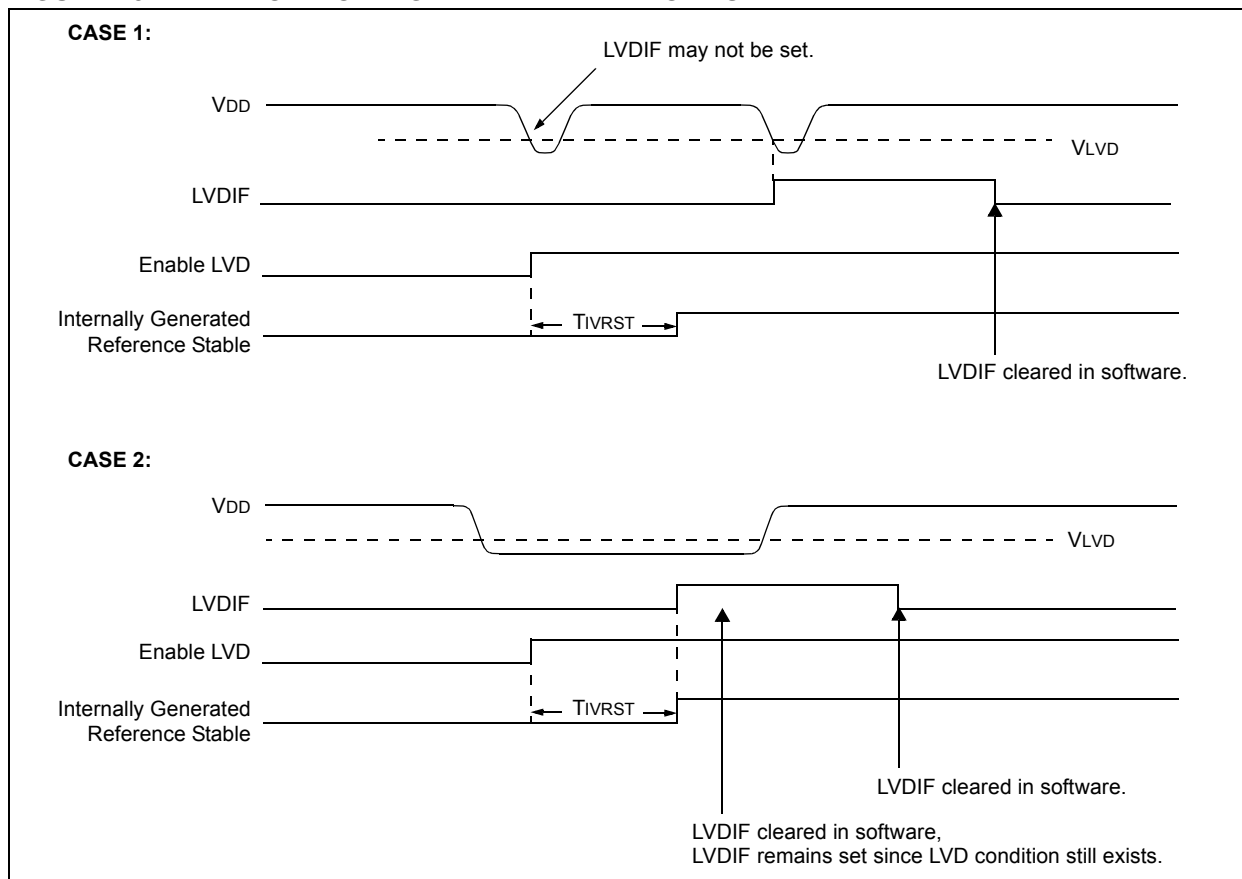 CASE 1:
LVDIF may not be set.
VDD
VLVD
LVDIF
Enable LVD
TIVRST
Internally Generated
Reference Stable
LVDIF cleared in software.
CASE 2:
VDD
VLVD
LVDIF
Enable LVD
TIVRST
Internally Generated
Reference Stable
LVDIF cleared in software.
LVDIF cleared in software,
LVDIF remains set since LVD condition still exists.